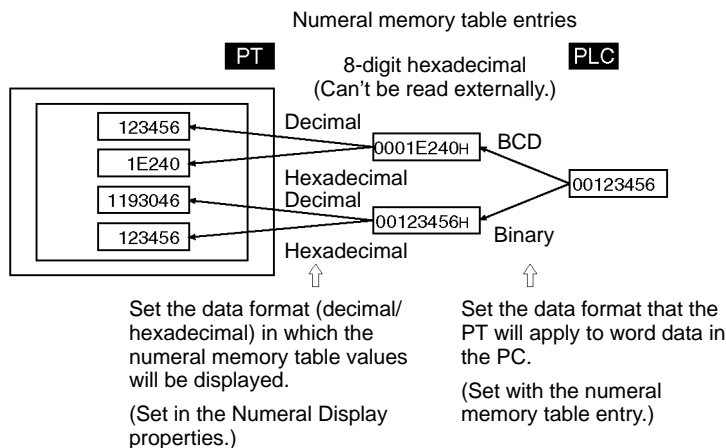 Numeral memory table entries
PT
8-digit hexadecimal
(Can't be read externally.)
PLC
123456
1E240
1193046
123456
Decimal
Hexadecimal
Decimal
Hexadecimal
0001E240H
00123456H
BCD
Binary
00123456
Set the data format (decimal/
hexadecimal) in which the
numeral memory table values
will be displayed.
(Set in the Numeral Display
properties.)
Set the data format that the
PT will apply to word data in
the PC.
(Set with the numeral
memory table entry.)